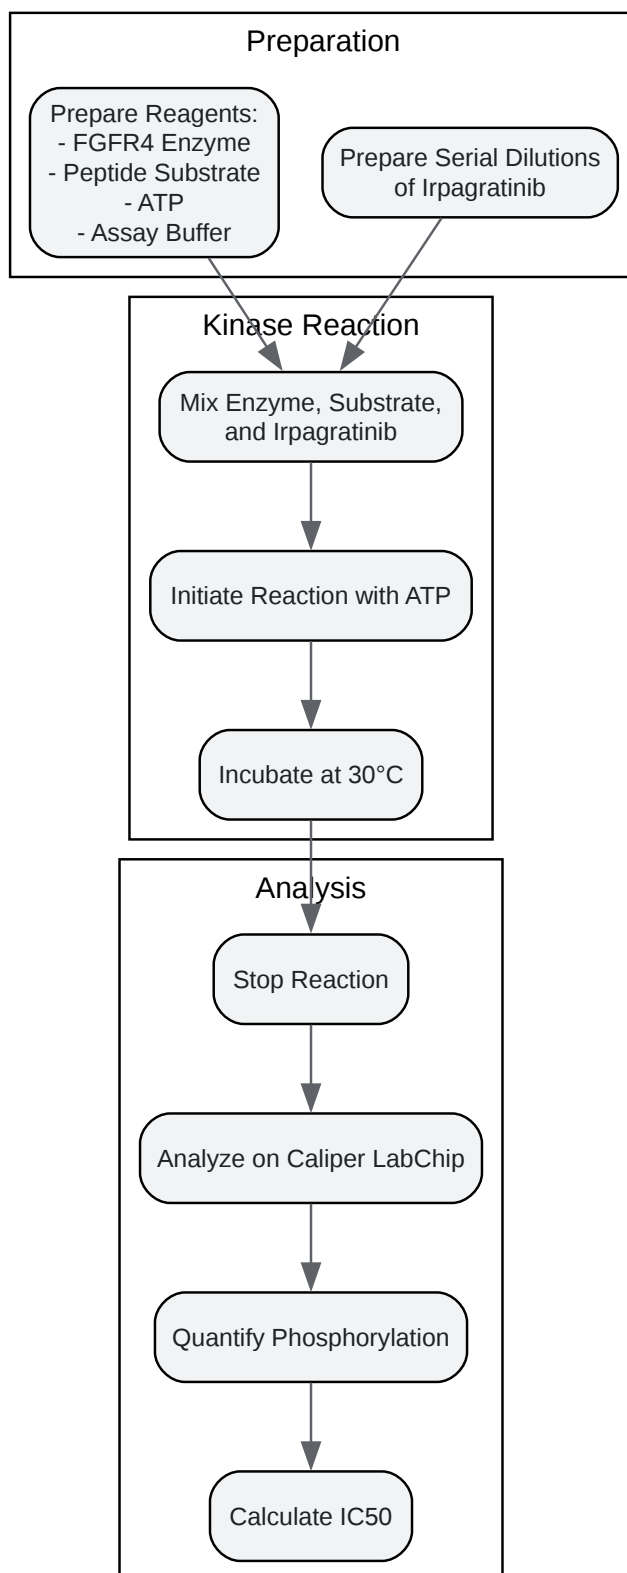 Preparation
Prepare Reagents:
- FGFR4 Enzyme
- Peptide Substrate
- ATP
- Assay Buffer
Prepare Serial Dilutions
of Irpagratinib
Kinase Reaction
Mix Enzyme, Substrate,
and Irpagratinib
Initiate Reaction with ATP
Incubate at 30°C
Analysis
Stop Reaction
Analyze on Caliper LabChip
Quantify Phosphorylation
Calculate IC50